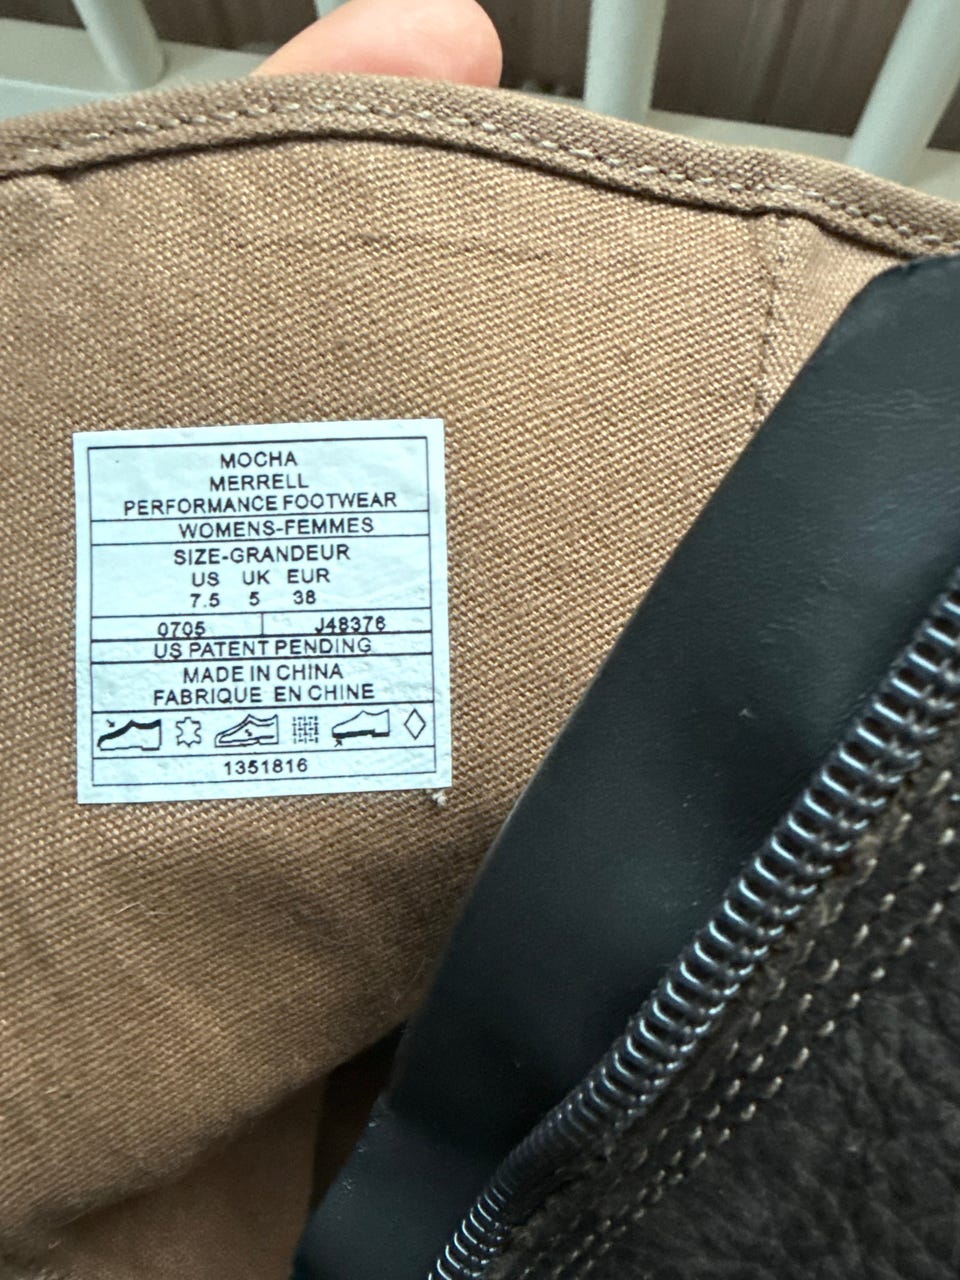 MOCHA
MERRELL
PERFORMANCE FOOTWEAR
WOMENS-FEMMES
SIZE-GRANDEUR
US UK EUR
7.5 5 38
0705 J48376
US PATENT PENDING
MADE IN CHINA
FABRIQUE EN CHINE
1351816